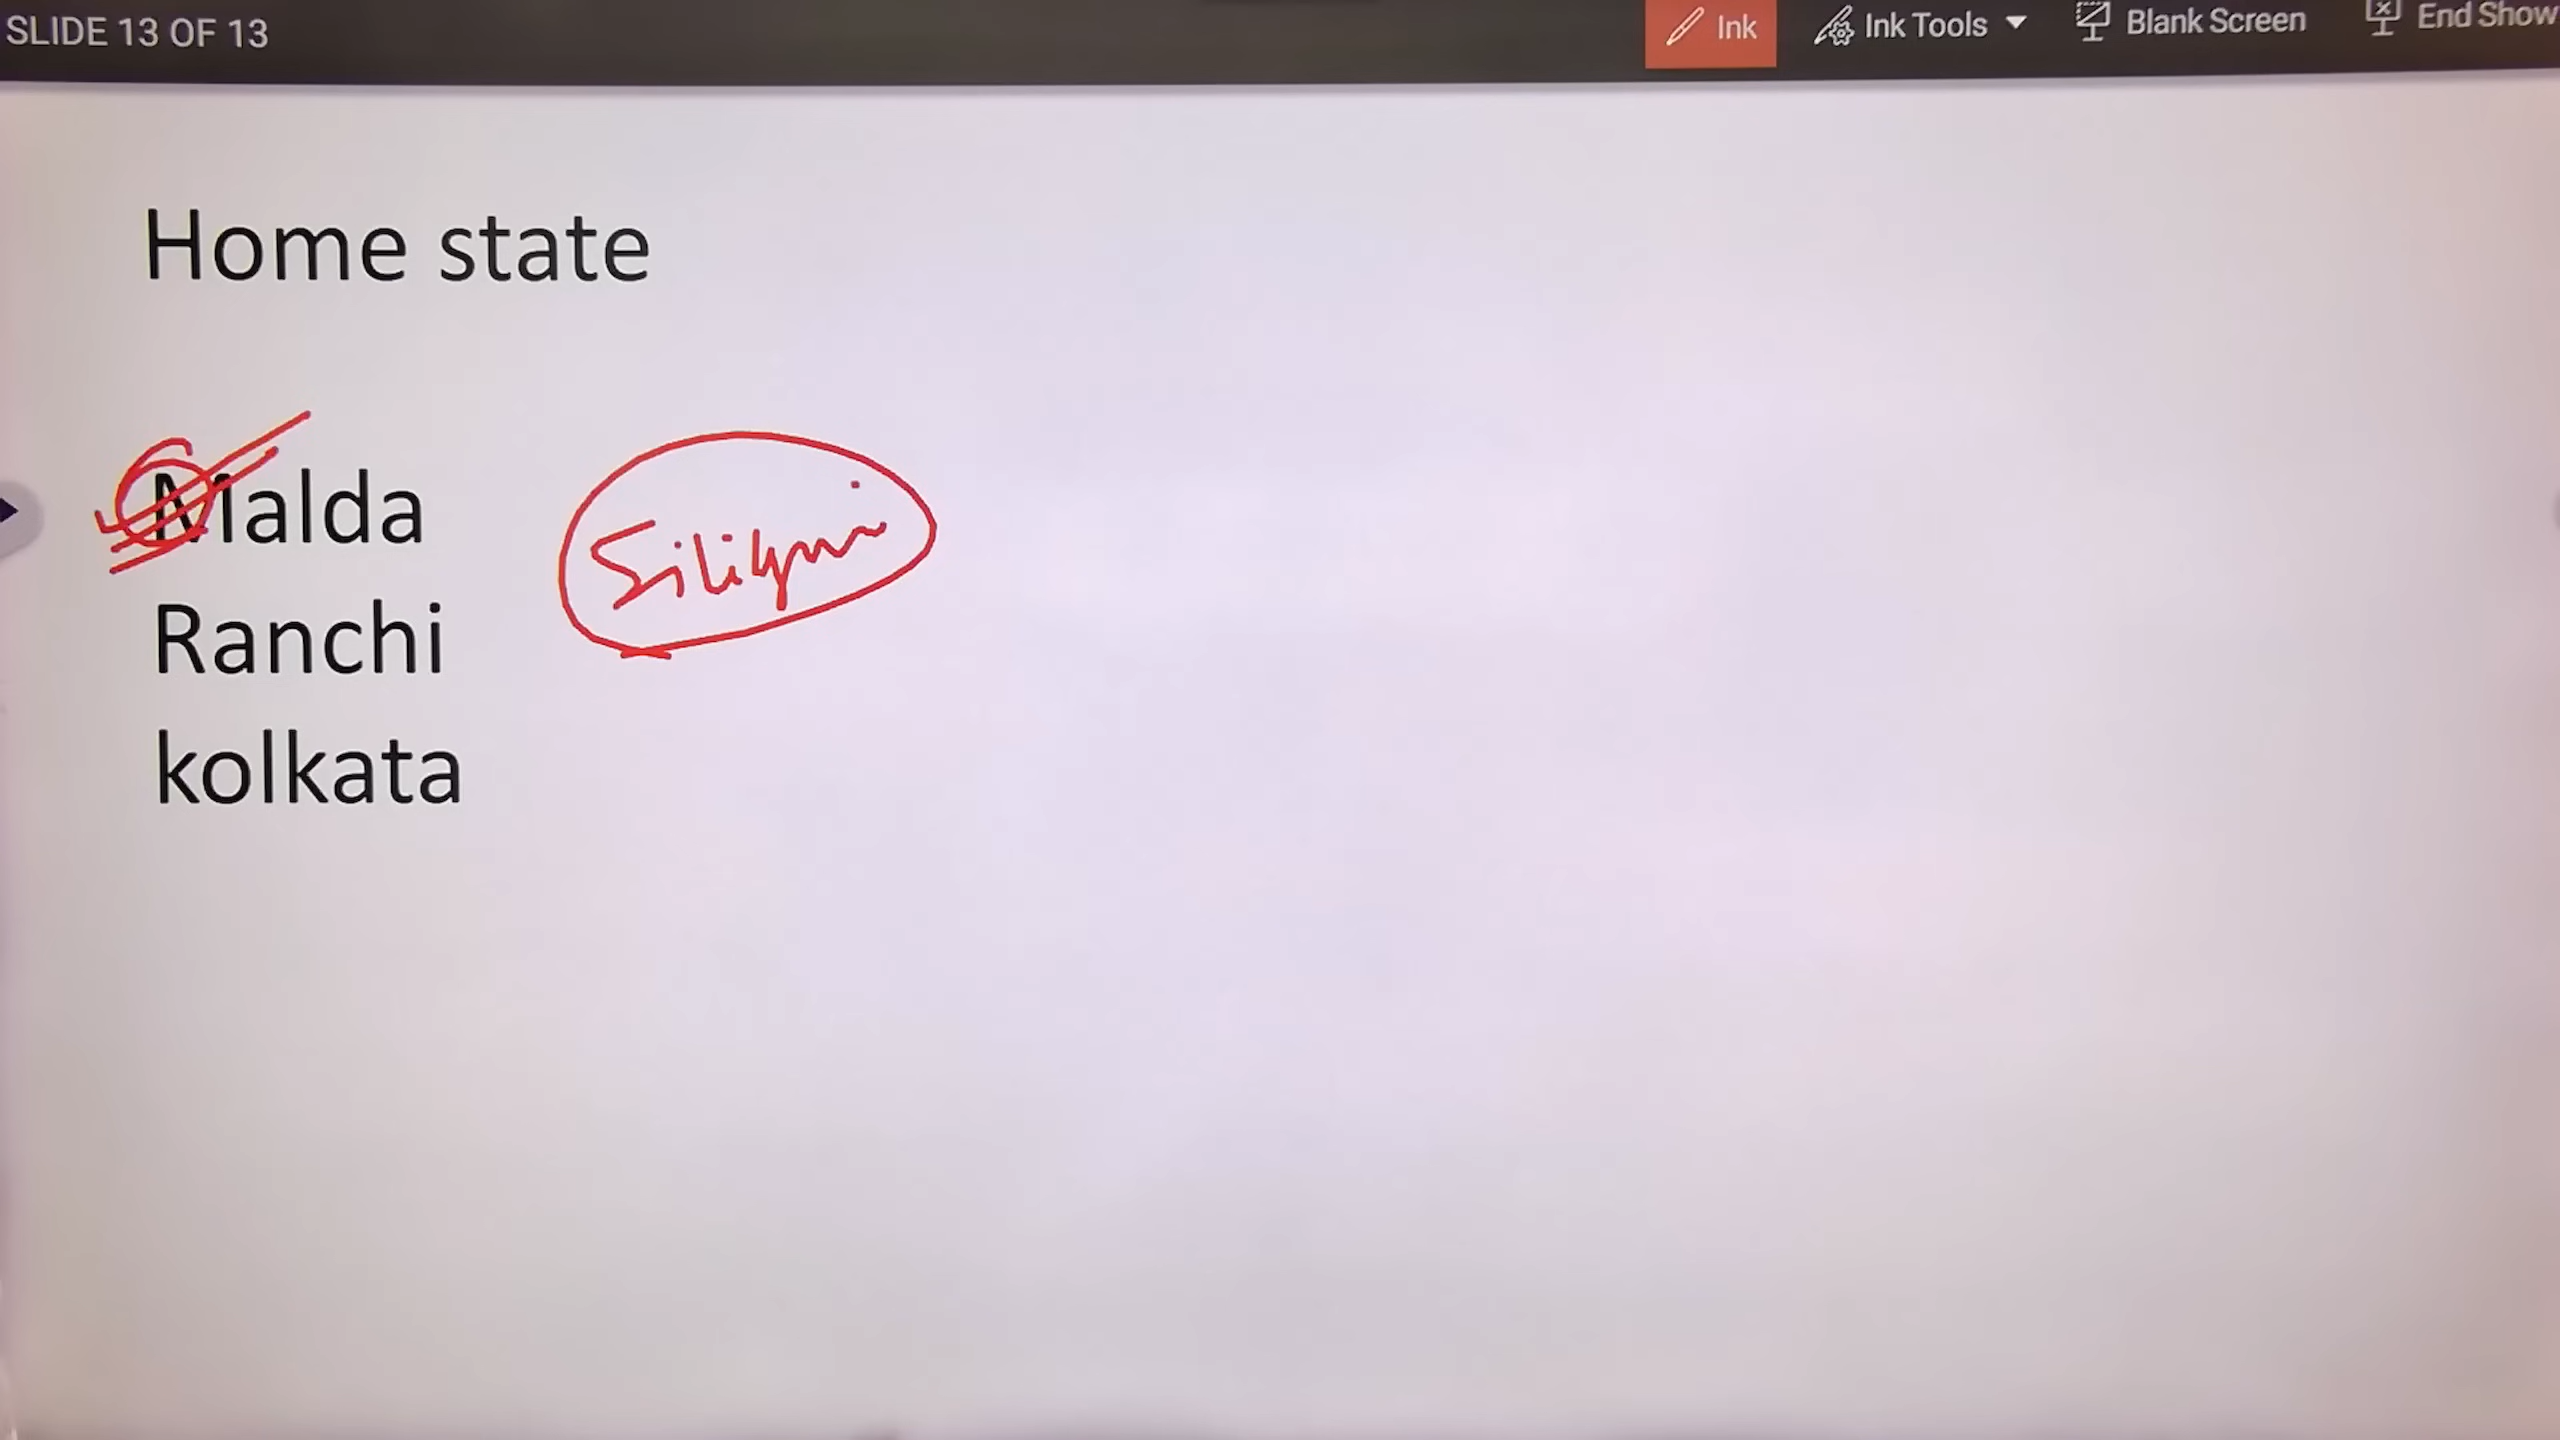 SLIDE 13 OF 13
Ink
Ink Tools
Blank Screen
End Show
Home state
Malda
Siliguri
Ranchi
kolkata